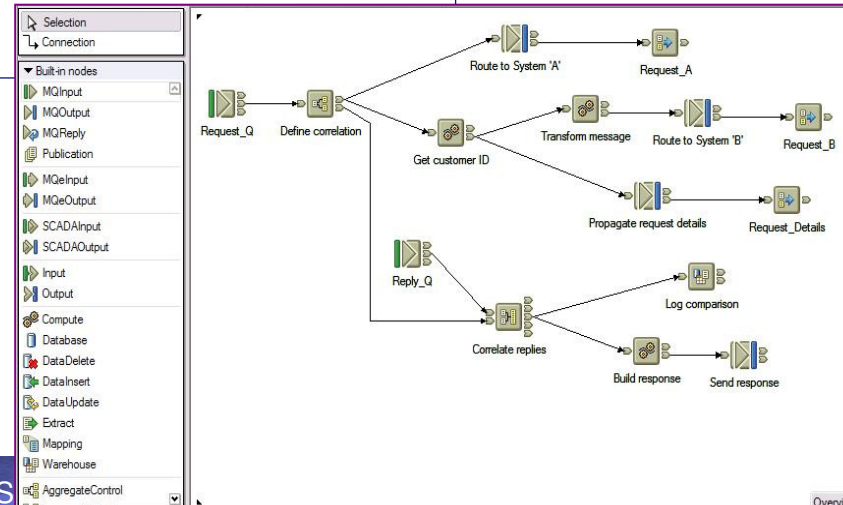 Selection
Connection
Built-in nodes
MQInput
MQOutput
MQReply
Publication
MQeInput
MQeOutput
SCADAInput
SCADAOutput
Input
Output
Compute
Database
DataDelete
DataInsert
DataUpdate
Extract
Mapping
Warehouse
AggregateControl
Route to System 'A'
Request_A
Request_Q
Define correlation
Get customer ID
Transform message
Route to System 'B'
Request_B
Propagate request details
Request_Details
Reply_Q
Log comparison
Correlate replies
Build response
Send response
S